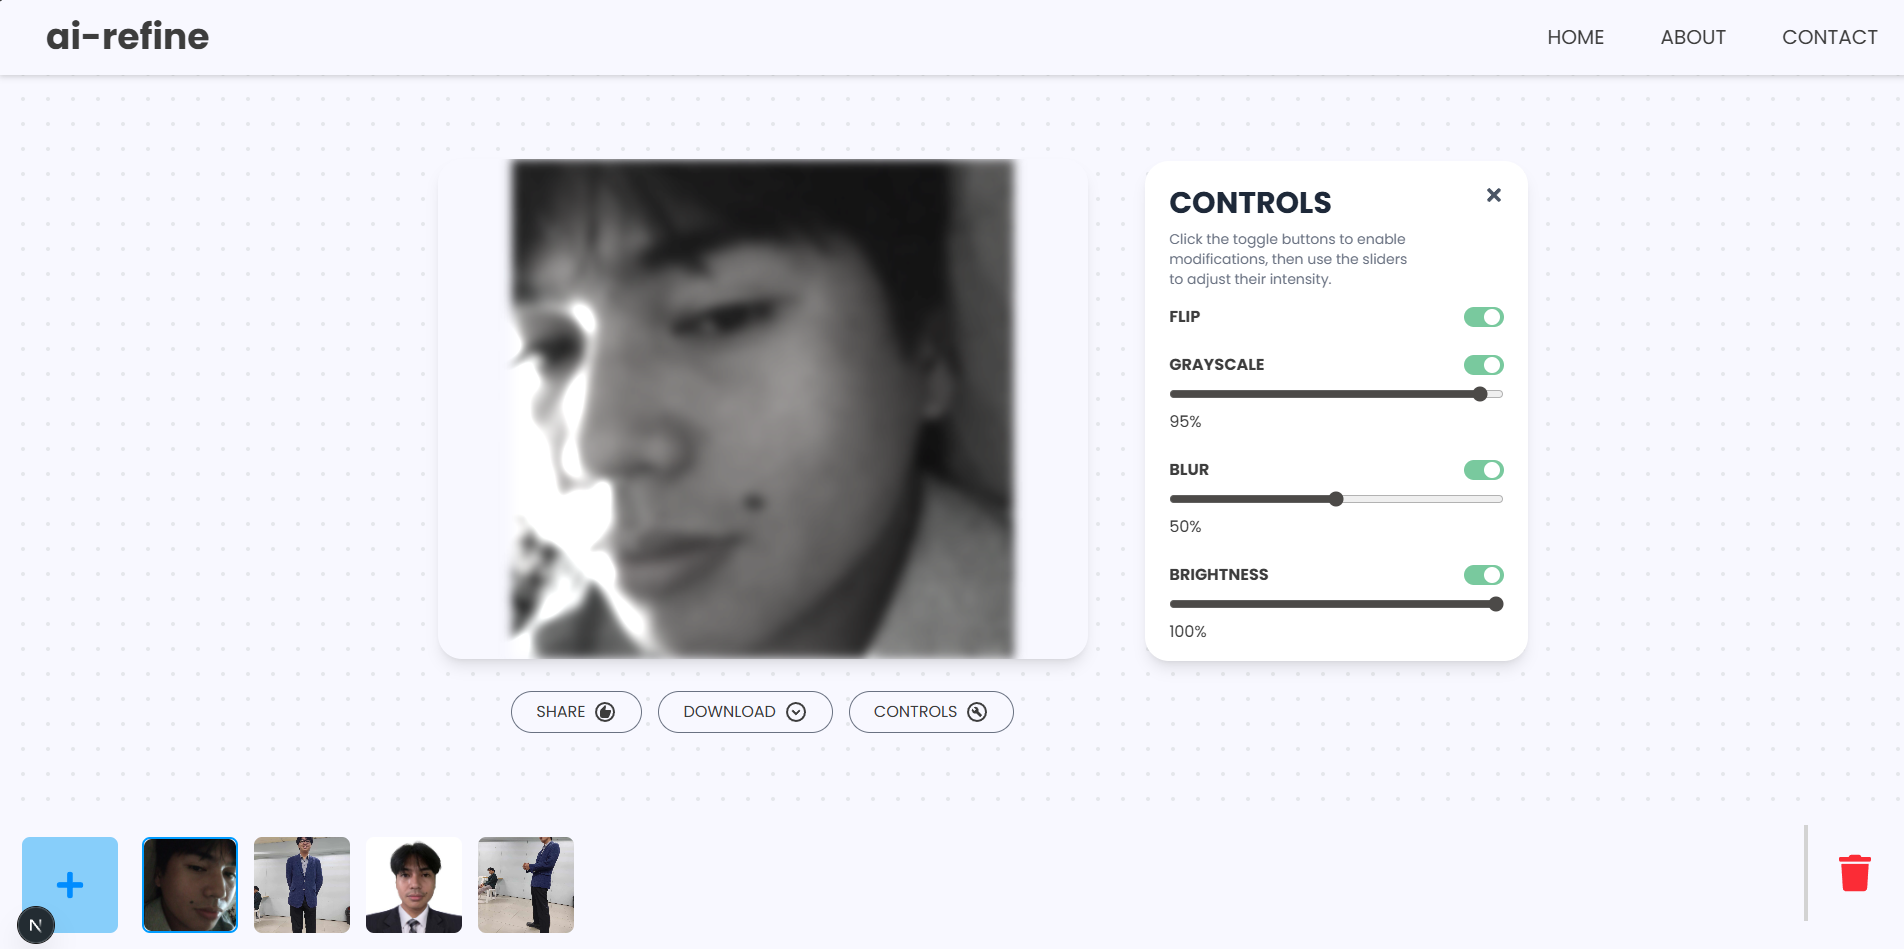 ai-refine
HOME
ABOUT
CONTACT
CONTROLS
Click the toggle buttons to enable
modifications, then use the sliders
to adjust their intensity.
FLIP
GRAYSCALE
95%
BLUR
50%
BRIGHTNESS
100%
SHARE
DOWNLOAD
CONTROLS
N